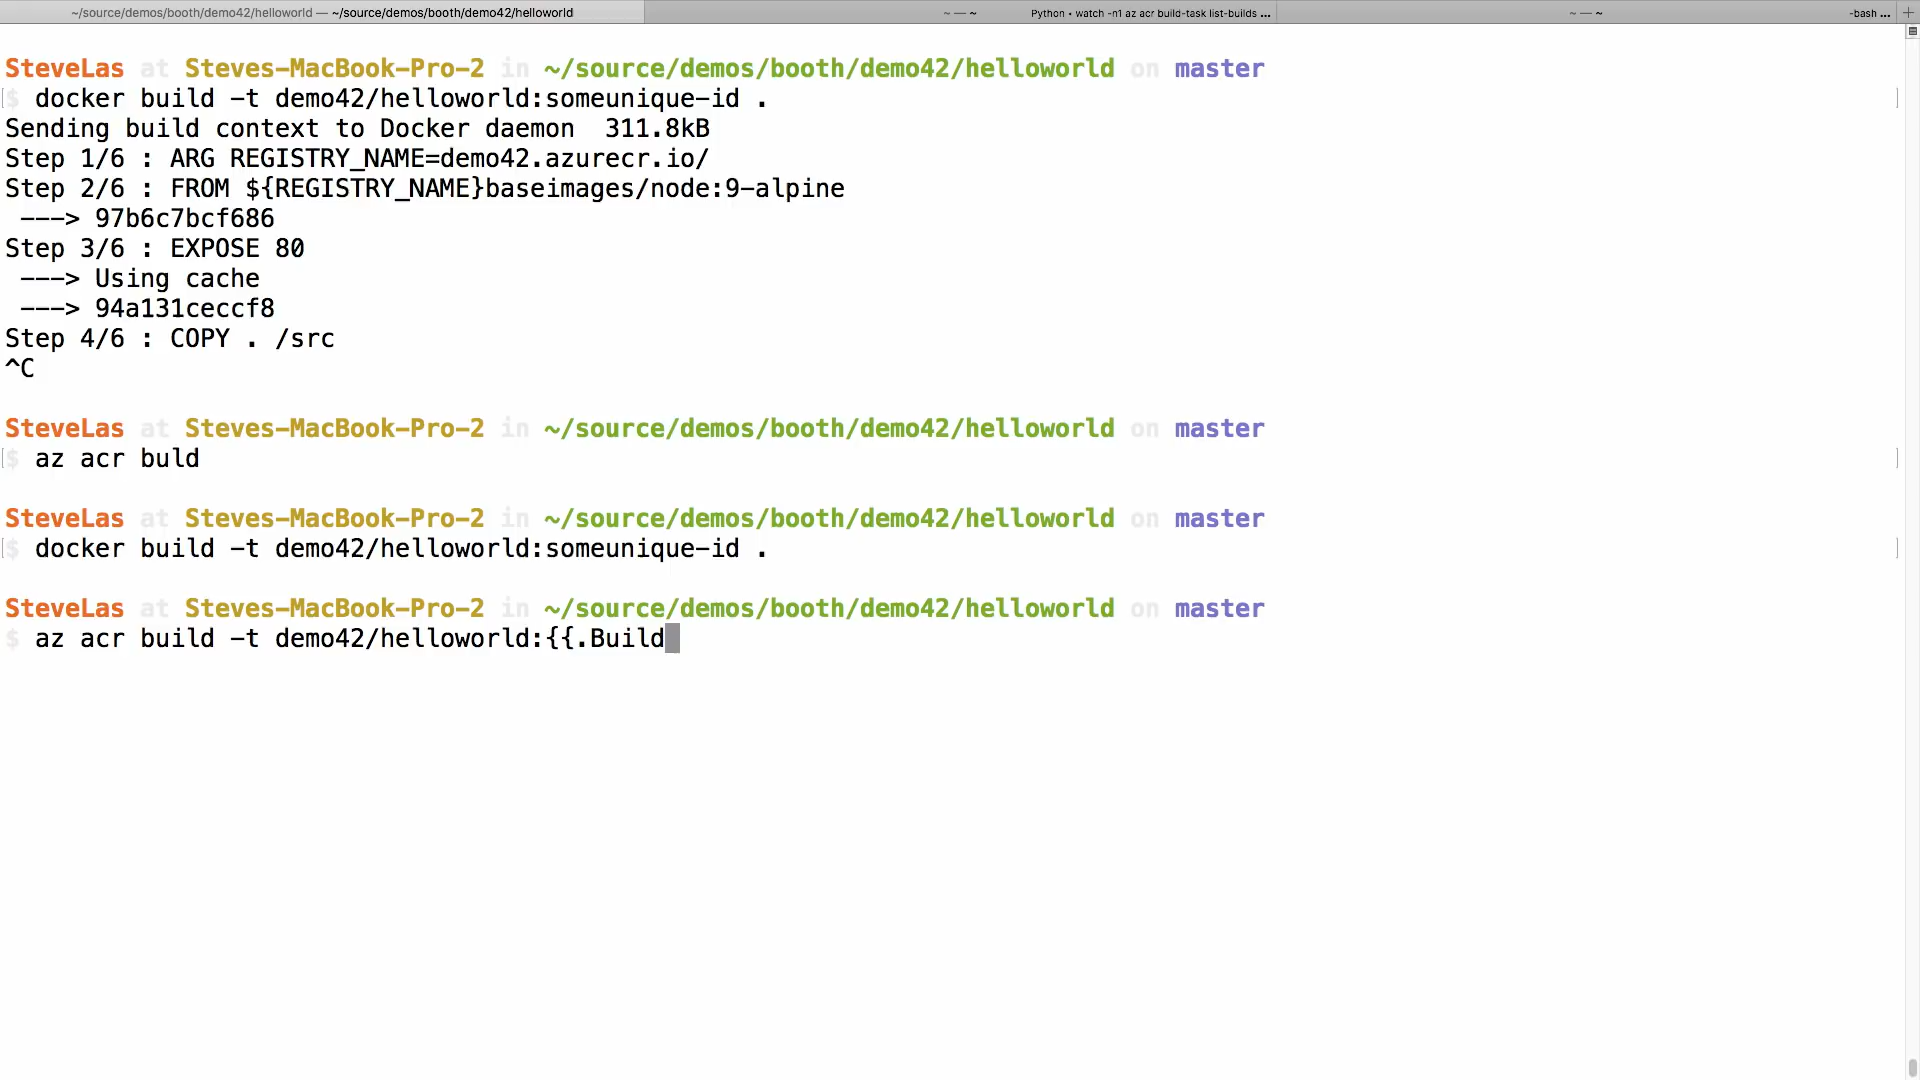 ~/source/demos/booth/demo42/helloworld — ~/source/demos/booth/demo42/helloworld
~ — ~
Python • watch -n1 az acr build-task list-builds ...
~ — ~
-bash ...
SteveLas at Steves-MacBook-Pro-2 in ~/source/demos/booth/demo42/helloworld on master
$ docker build -t demo42/helloworld:someunique-id .
Sending build context to Docker daemon  311.8kB
Step 1/6 : ARG REGISTRY_NAME=demo42.azurecr.io/
Step 2/6 : FROM ${REGISTRY_NAME}baseimages/node:9-alpine
 ---> 97b6c7bcf686
Step 3/6 : EXPOSE 80
 ---> Using cache
 ---> 94a131ceccf8
Step 4/6 : COPY . /src
^C
SteveLas at Steves-MacBook-Pro-2 in ~/source/demos/booth/demo42/helloworld on master
$ az acr buld
SteveLas at Steves-MacBook-Pro-2 in ~/source/demos/booth/demo42/helloworld on master
$ docker build -t demo42/helloworld:someunique-id .
SteveLas at Steves-MacBook-Pro-2 in ~/source/demos/booth/demo42/helloworld on master
$ az acr build -t demo42/helloworld:{{.Build